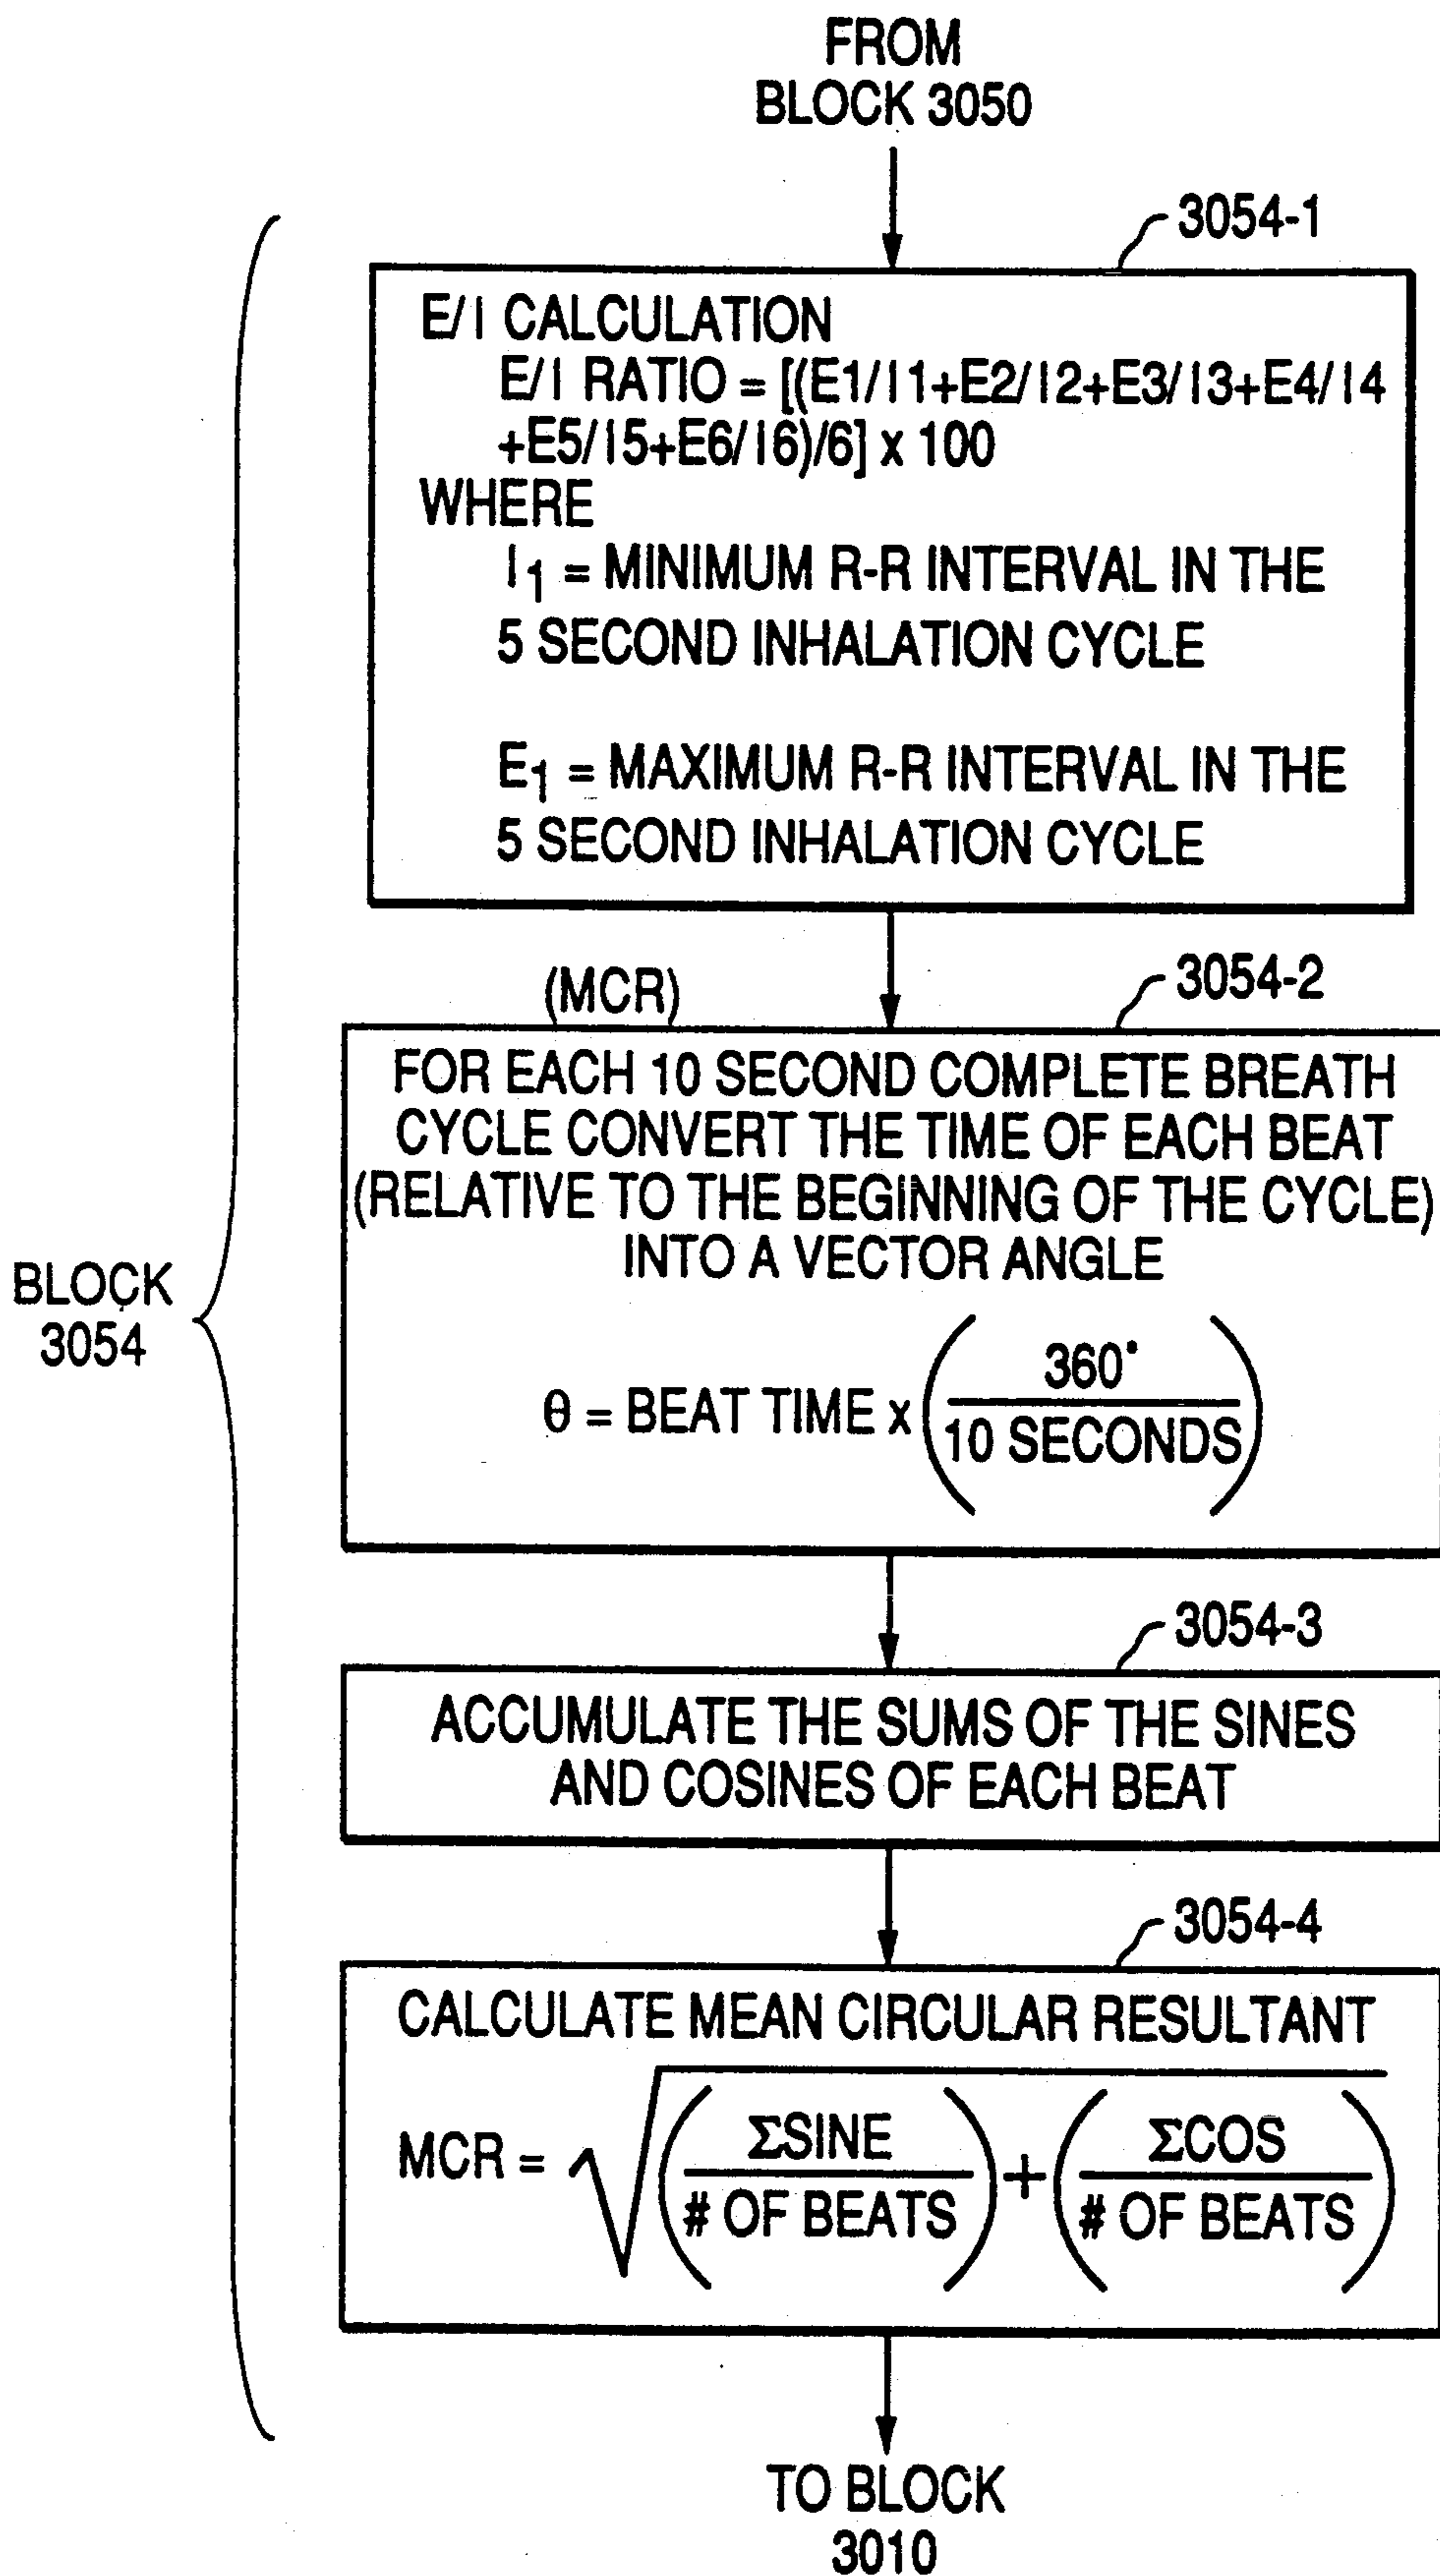 FROM
BLOCK 3050
3054-1
E/I CALCULATION
E/I RATIO = [(E1/I1+E2/I2+E3/I3+E4/I4
+E5/I5+E6/I6)/6] x 100
WHERE
I1 = MINIMUM R-R INTERVAL IN THE
5 SECOND INHALATION CYCLE
E1 = MAXIMUM R-R INTERVAL IN THE
5 SECOND INHALATION CYCLE
(MCR)
3054-2
FOR EACH 10 SECOND COMPLETE BREATH
CYCLE CONVERT THE TIME OF EACH BEAT
(RELATIVE TO THE BEGINNING OF THE CYCLE)
INTO A VECTOR ANGLE
θ = BEAT TIME x (360° / 10 SECONDS)
BLOCK
3054
3054-3
ACCUMULATE THE SUMS OF THE SINES
AND COSINES OF EACH BEAT
3054-4
CALCULATE MEAN CIRCULAR RESULTANT
MCR = √((ΣSINE / # OF BEATS) + (ΣCOS / # OF BEATS))
TO BLOCK
3010